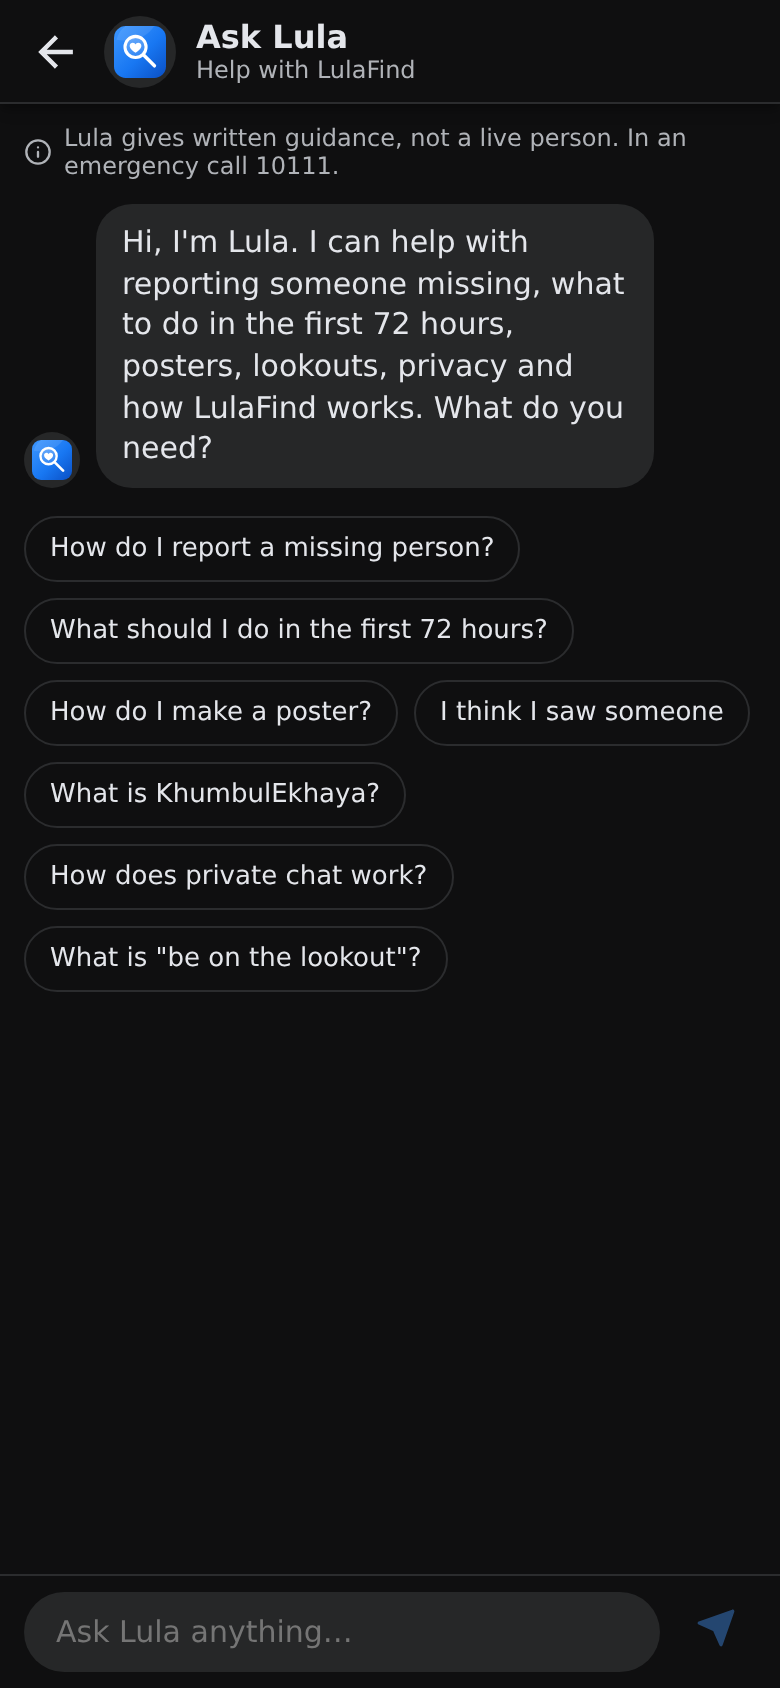 Ask Lula
Help with LulaFind
Lula gives written guidance, not a live person. In an
emergency call 10111.
Hi, I'm Lula. I can help with
reporting someone missing, what
to do in the first 72 hours,
posters, lookouts, privacy and
how LulaFind works. What do you
need?
How do I report a missing person?
What should I do in the first 72 hours?
How do I make a poster?
I think I saw someone
What is KhumbulEkhaya?
How does private chat work?
What is "be on the lookout"?
Ask Lula anything...